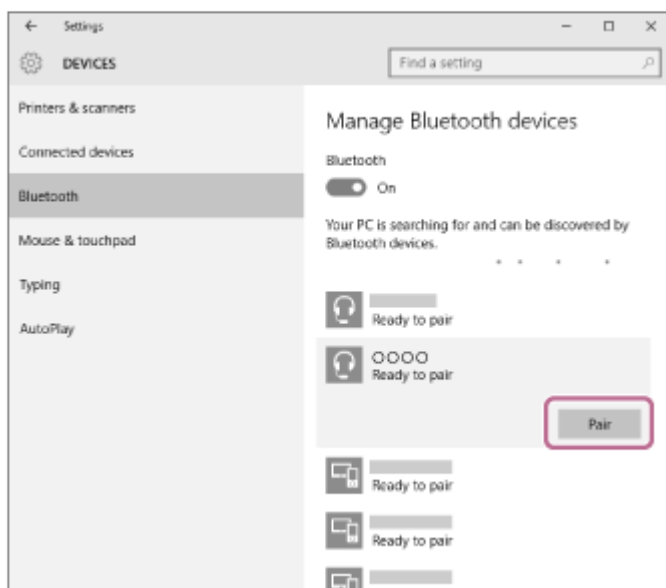 Settings
DEVICES
Find a setting
Printers & scanners
Connected devices
Bluetooth
Mouse & touchpad
Typing
AutoPlay
Manage Bluetooth devices
Bluetooth
On
Your PC is searching for and can be discovered by
Bluetooth devices.
Ready to pair
OOOO
Ready to pair
Pair
Ready to pair
Ready to pair